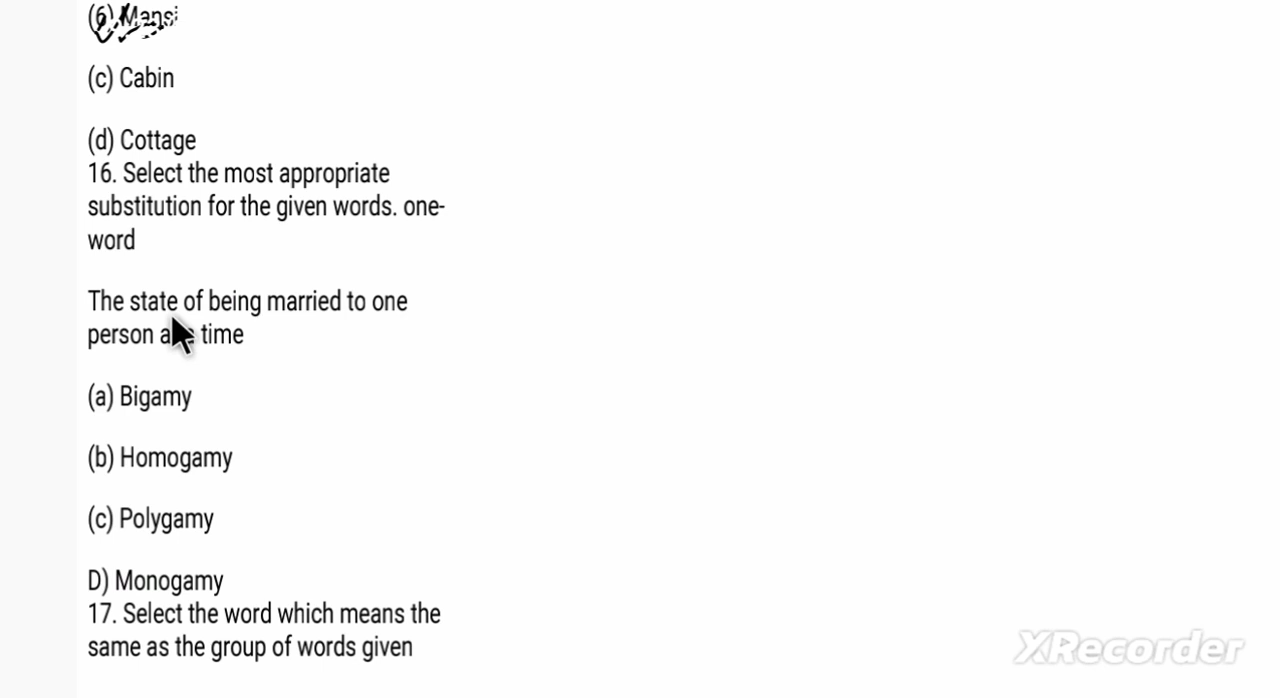 (c) Cabin
(d) Cottage
16. Select the most appropriate
substitution for the given words. one-
word
The state of being married to one
person time
(a) Bigamy
(b) Homogamy
(c) Polygamy
D) Monogamy
17. Select the word which means the
same as the group of words given
XRecorder